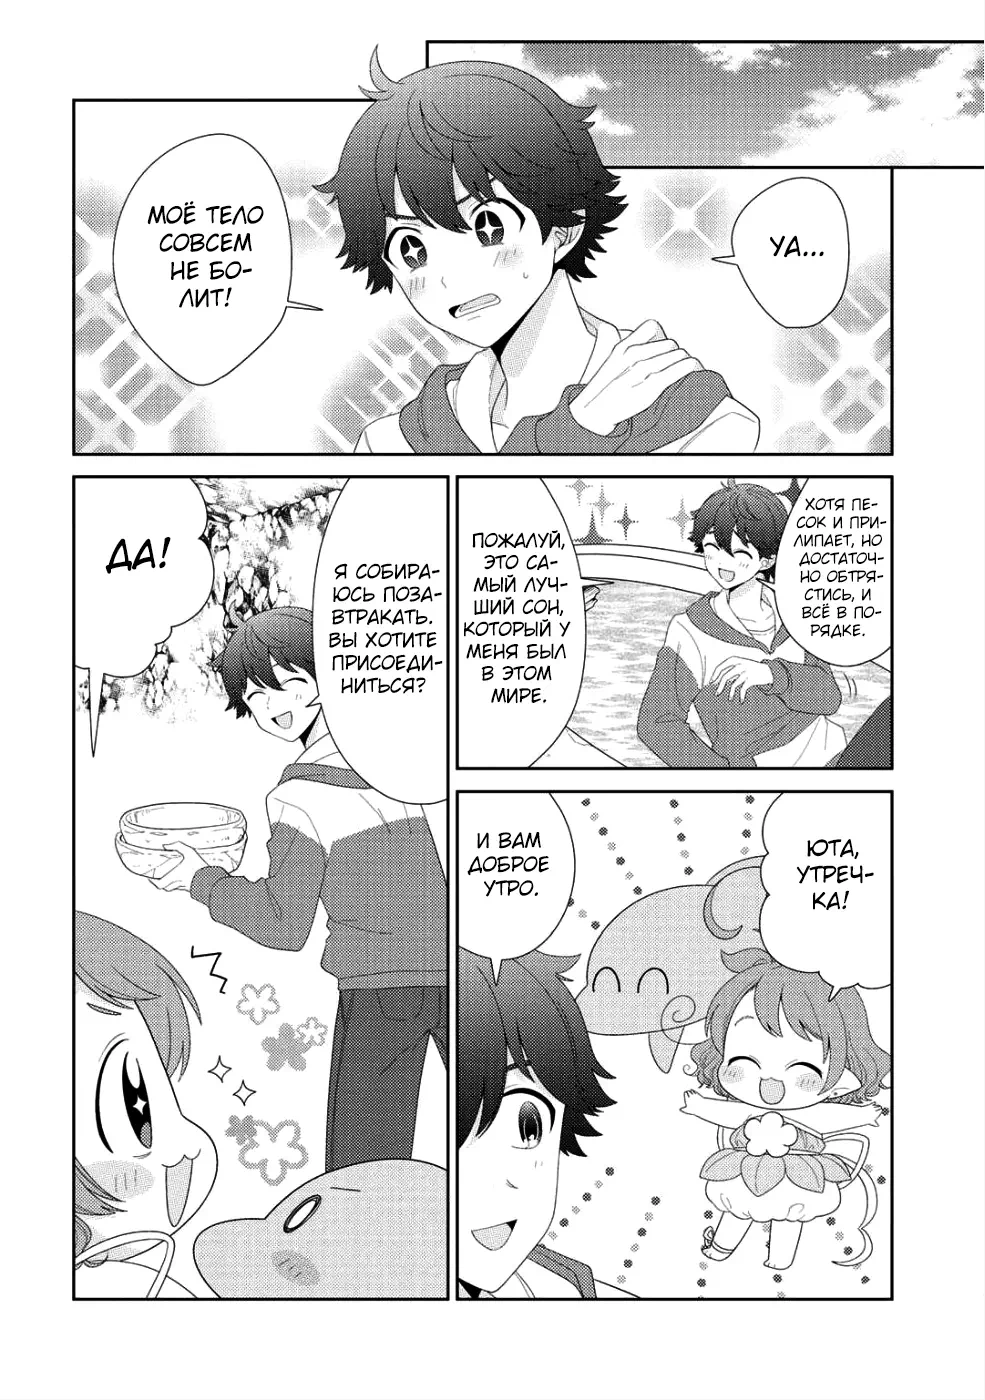 УА...
МОЁ ТЕЛО
СОВСЕМ
НЕ БО-
ЛИТ!
ХОТЯ ПЕ-
СОК И ПРИ-
ЛИПАЕТ, НО
ДОСТАТОЧ-
НО ОБТРЯ-
СТИСЬ, И
ВСЁ В ПО-
РЯДКЕ.
ПОЖАЛУЙ,
ЭТО СА-
МЫЙ ЛУЧ-
ШИЙ СОН,
КОТОРЫЙ У
МЕНЯ БЫЛ
В ЭТОМ
МИРЕ.
ЮТА,
УТРЕЧ-
КА!
И ВАМ
ДОБРОЕ
УТРО.
Я СОБИРА-
ЮСЬ ПОЗА-
ВТРАКАТЬ.
ВЫ ХОТИТЕ
ПРИСОЕДИ-
НИТЬСЯ?
ДА!